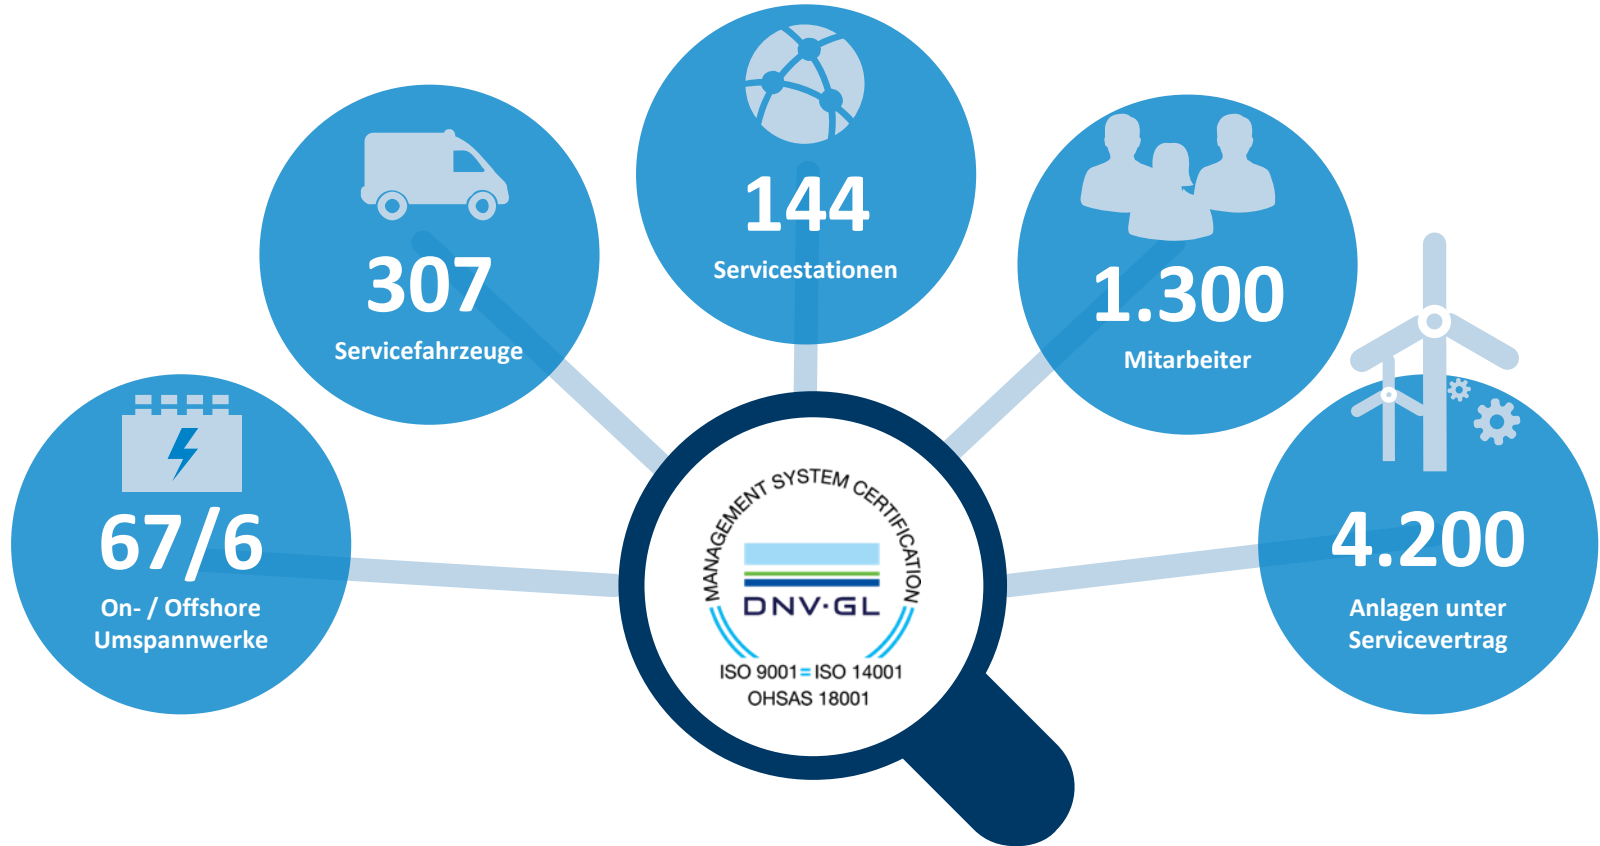 144
Servicestationen
307
Servicefahrzeuge
1.300
Mitarbeiter
67/6
On- / Offshore
Umspannwerke
4.200
Anlagen unter
Servicevertrag
MANAGEMENT SYSTEM CERTIFICATION
DNV·GL
ISO 9001=ISO 14001
OHSAS 18001